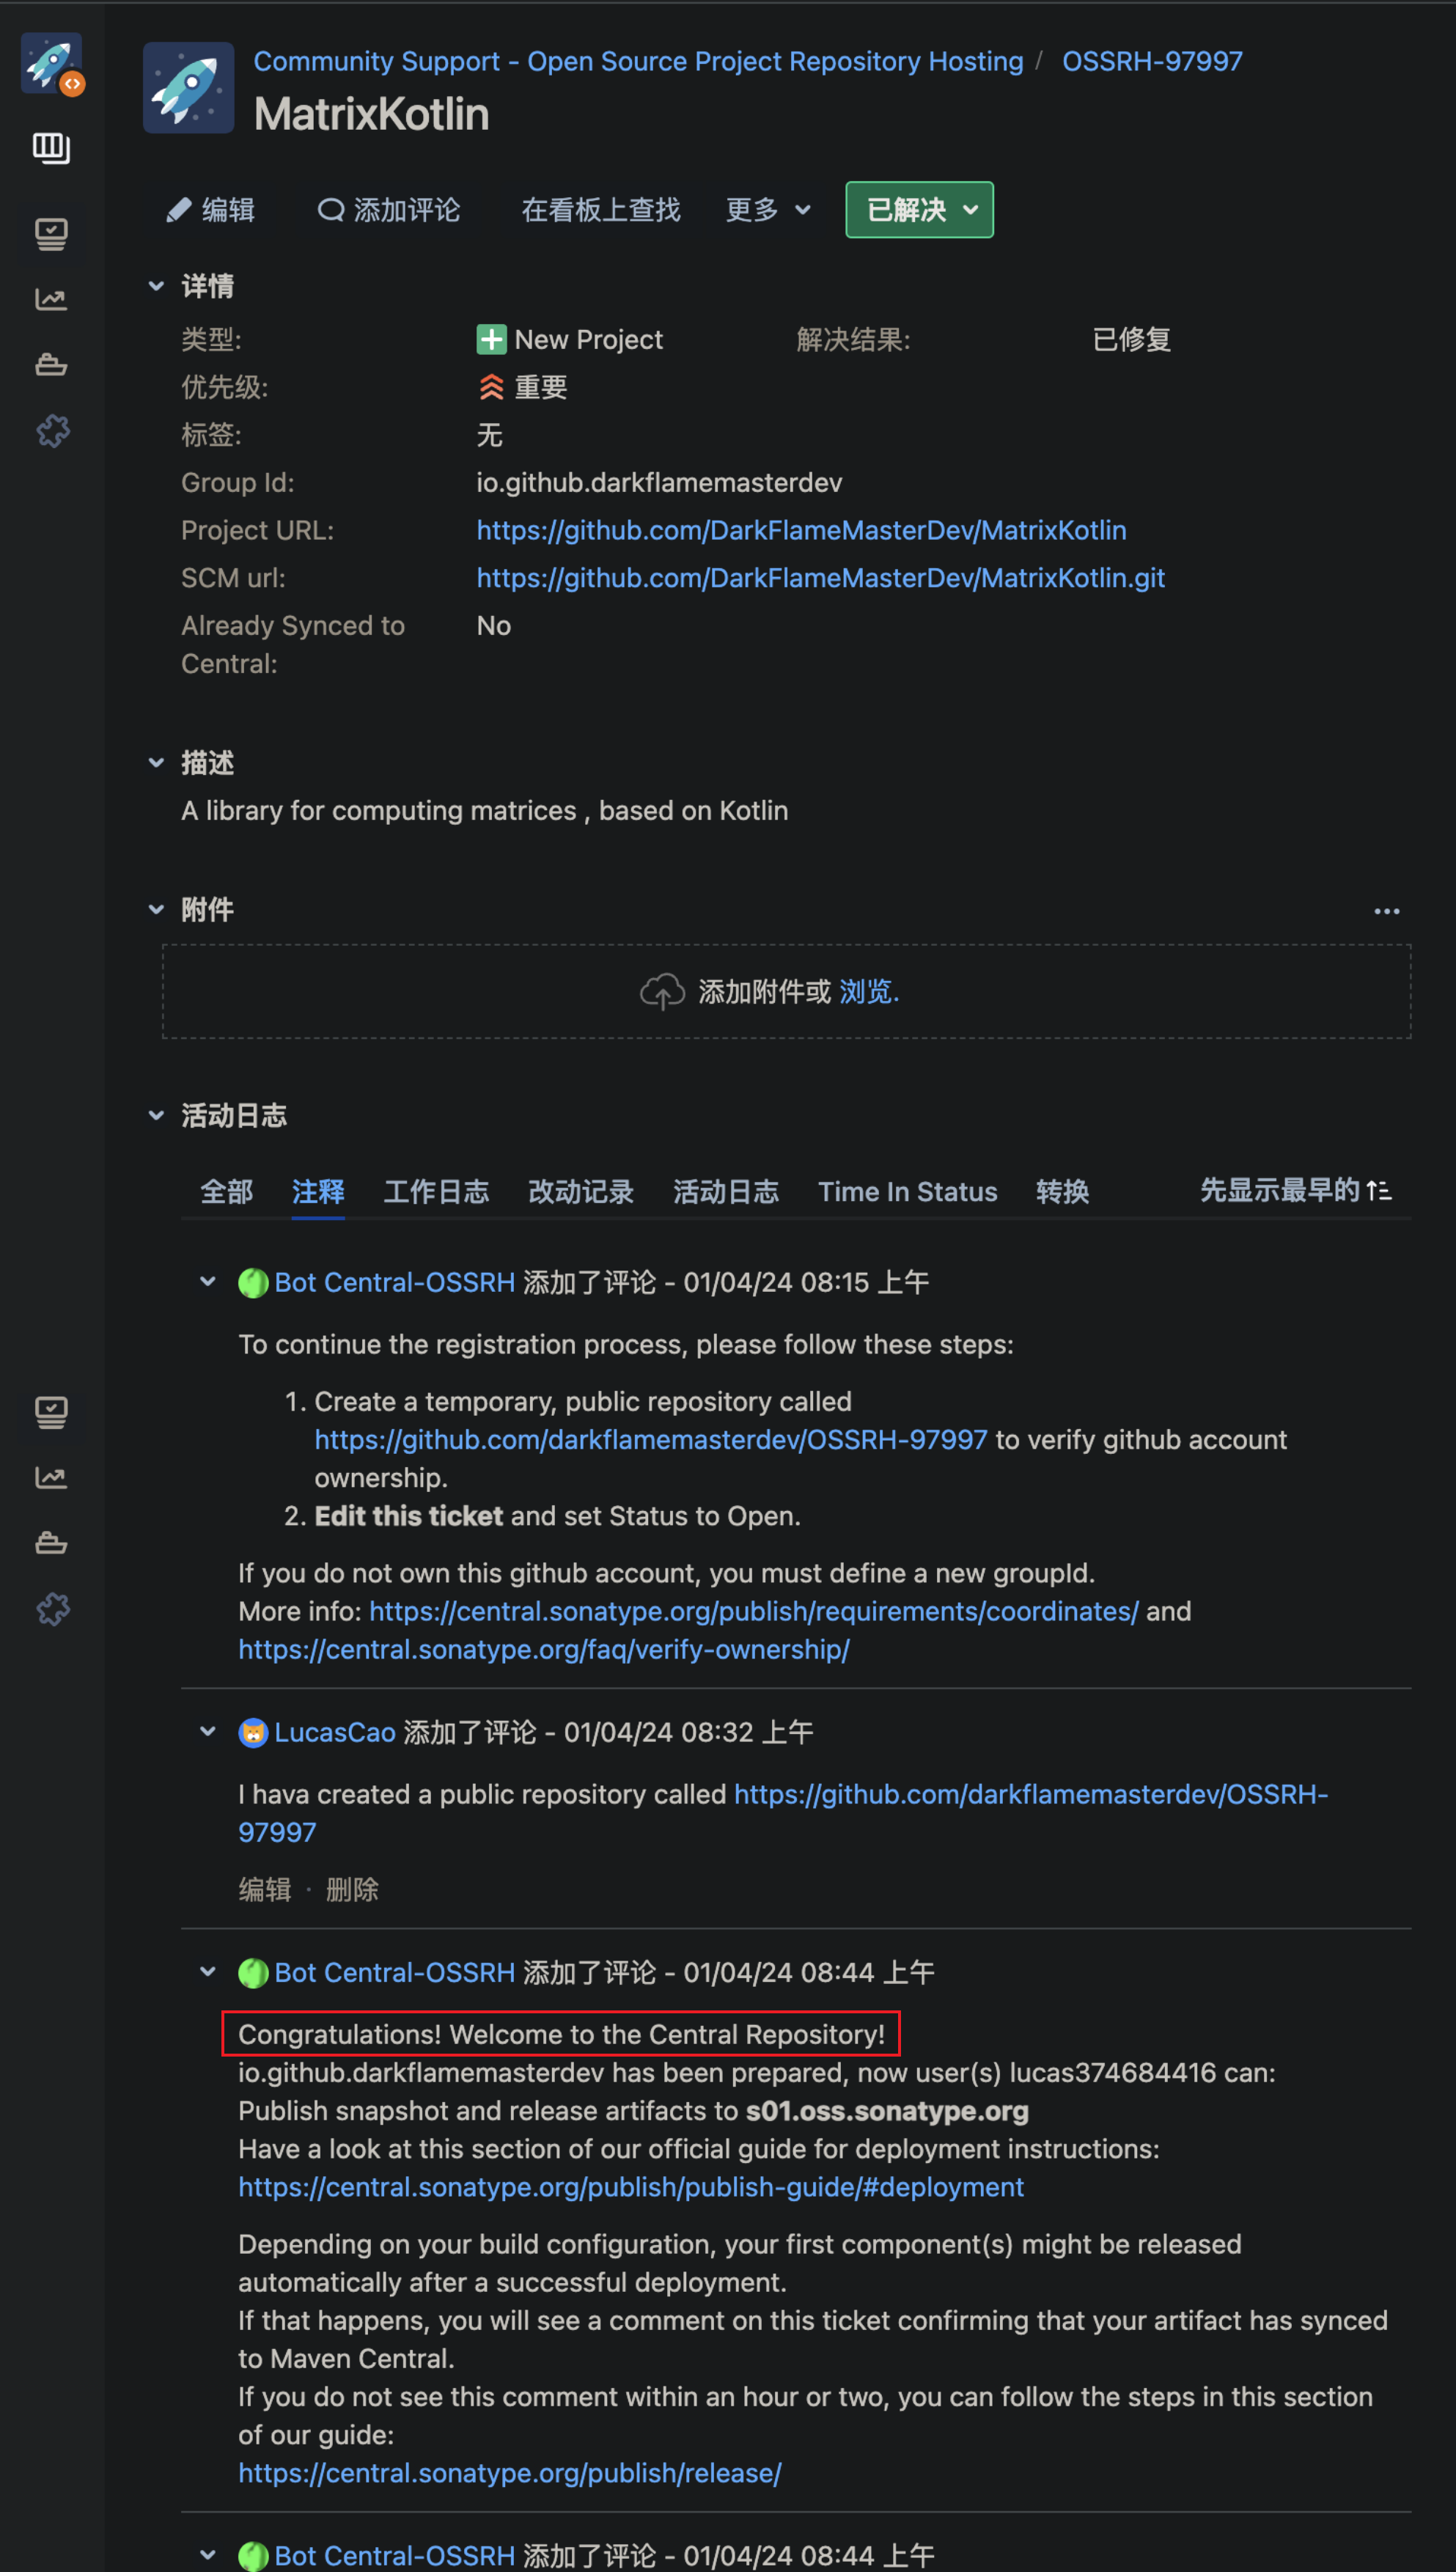 Community Support - Open Source Project Repository Hosting / OSSRH-97997
MatrixKotlin
编辑 添加评论 在看板上查找 更多 已解决
详情
类型: New Project 解决结果: 已修复
优先级: 重要
标签: 无
Group Id: io.github.darkflamemasterdev
Project URL: https://github.com/DarkFlameMasterDev/MatrixKotlin
SCM url: https://github.com/DarkFlameMasterDev/MatrixKotlin.git
Already Synced to No
Central:
描述
A library for computing matrices , based on Kotlin
附件
添加附件或 浏览.
活动日志
全部 注释 工作日志 改动记录 活动日志 Time In Status 转换 先显示最早的
Bot Central-OSSRH 添加了评论 - 01/04/24 08:15 上午
To continue the registration process, please follow these steps:
1. Create a temporary, public repository called
https://github.com/darkflamemasterdev/OSSRH-97997 to verify github account
ownership.
2. Edit this ticket and set Status to Open.
If you do not own this github account, you must define a new groupId.
More info: https://central.sonatype.org/publish/requirements/coordinates/ and
https://central.sonatype.org/faq/verify-ownership/
LucasCao 添加了评论 - 01/04/24 08:32 上午
I hava created a public repository called https://github.com/darkflamemasterdev/OSSRH-
97997
编辑 · 删除
Bot Central-OSSRH 添加了评论 - 01/04/24 08:44 上午
Congratulations! Welcome to the Central Repository!
io.github.darkflamemasterdev has been prepared, now user(s) lucas374684416 can:
Publish snapshot and release artifacts to s01.oss.sonatype.org
Have a look at this section of our official guide for deployment instructions:
https://central.sonatype.org/publish/publish-guide/#deployment
Depending on your build configuration, your first component(s) might be released
automatically after a successful deployment.
If that happens, you will see a comment on this ticket confirming that your artifact has synced
to Maven Central.
If you do not see this comment within an hour or two, you can follow the steps in this section
of our guide:
https://central.sonatype.org/publish/release/
Bot Central-OSSRH 添加了评论 - 01/04/24 08:44 上午